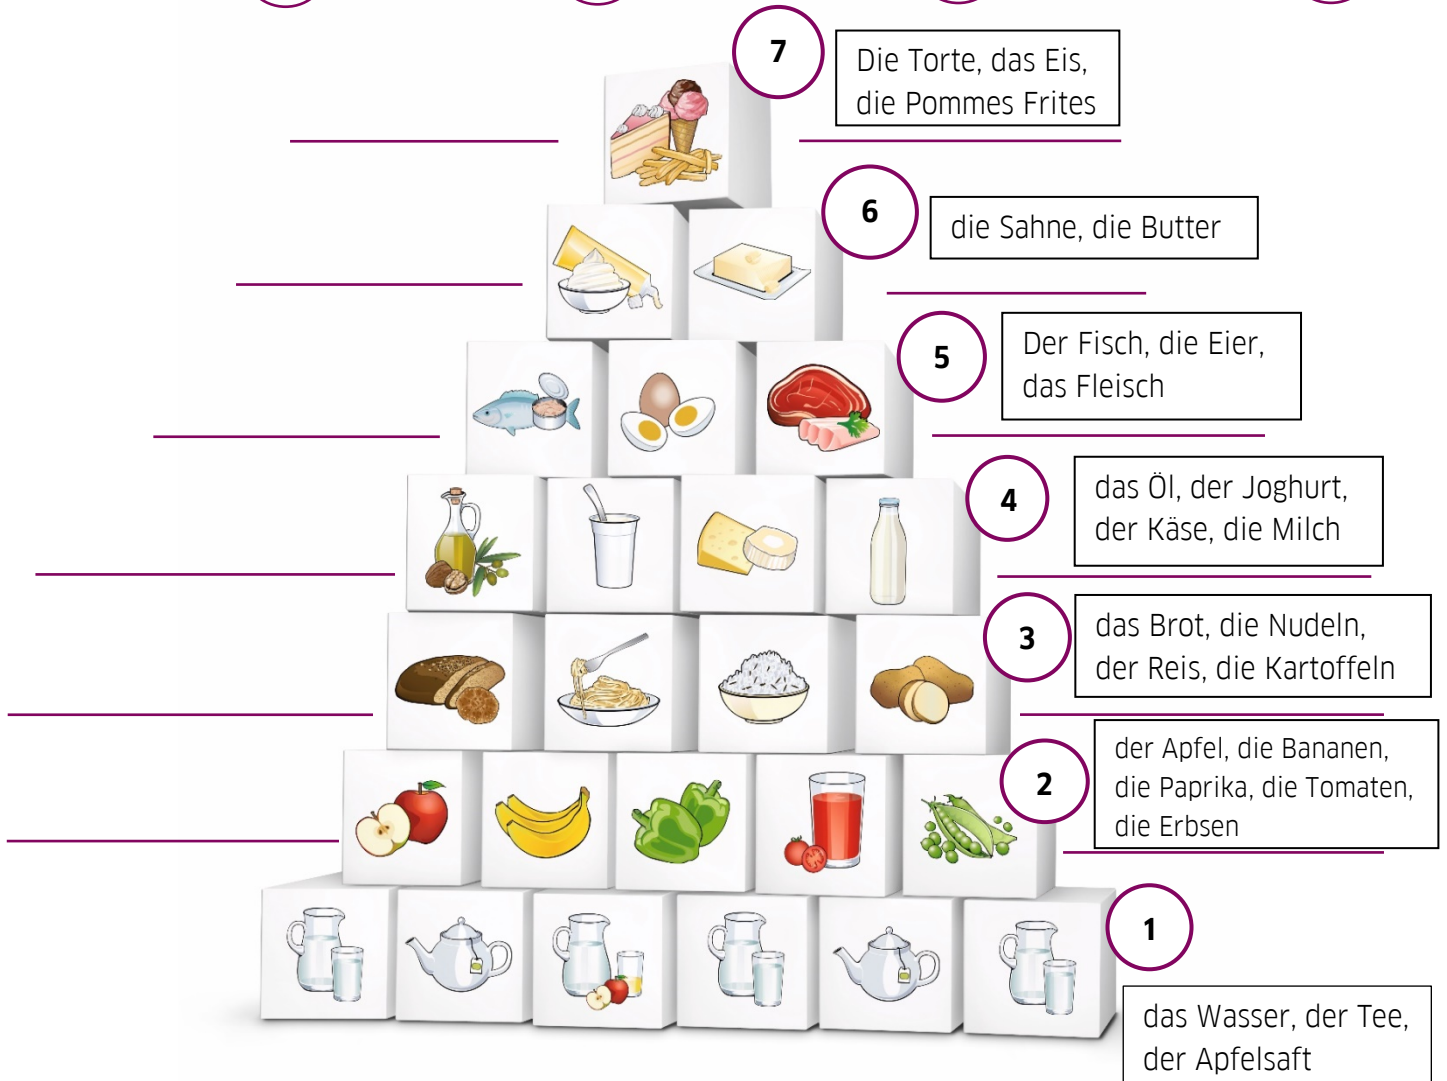 7
Die Torte, das Eis,
die Pommes Frites
6
die Sahne, die Butter
5
Der Fisch, die Eier,
das Fleisch
4
das Öl, der Joghurt,
der Käse, die Milch
3
das Brot, die Nudeln,
der Reis, die Kartoffeln
2
der Apfel, die Bananen,
die Paprika, die Tomaten,
die Erbsen
1
das Wasser, der Tee,
der Apfelsaft